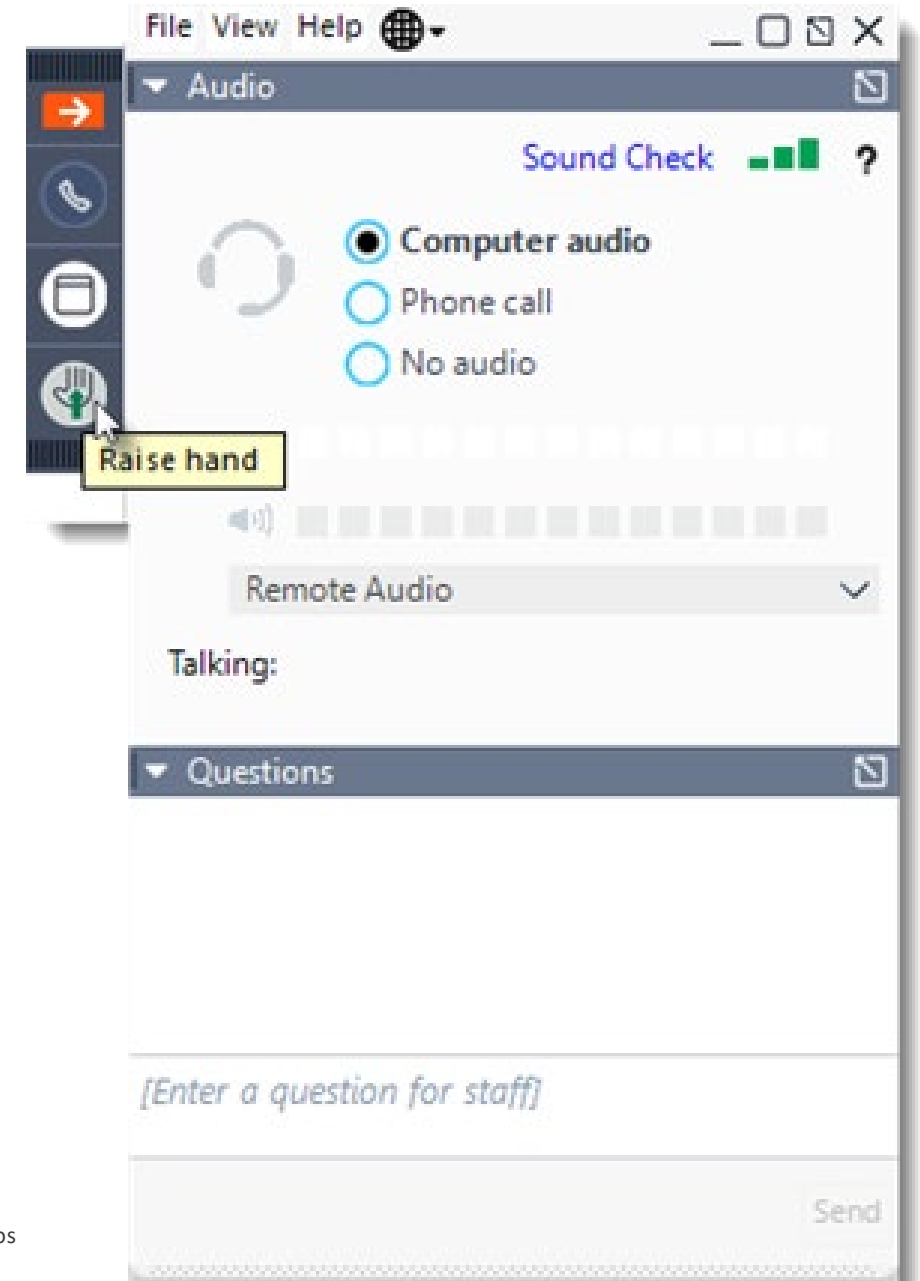 File View Help
Audio
Sound Check ?
Computer audio
Phone call
No audio
Raise hand
Remote Audio
Talking:
Questions
[Enter a question for staff]
Send